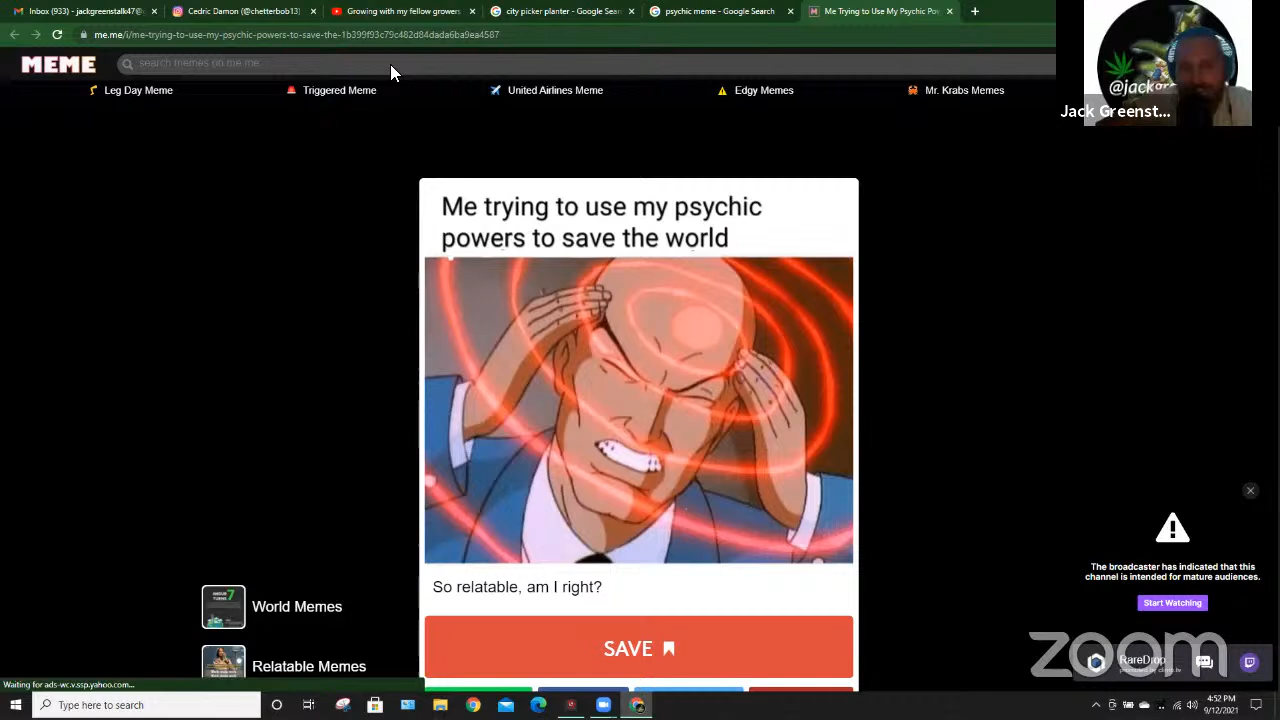 Inbox (933) - jacgreenstalk47@
Cedric Damon (@chetterbob13)
Growing with my fellow growers
city picker planter - Google Sear
psychic meme - Google Search
Me Trying to Use My Psychic Pow
me.me/i/me-trying-to-use-my-psychic-powers-to-save-the-1b399f93c79c482d84dada6ba9ea4587
MEME
search memes on me.me
Leg Day Meme
Triggered Meme
United Airlines Meme
Edgy Memes
Mr. Krabs Memes
@jackgr
Jack Greenst...
Me trying to use my psychic
powers to save the world
So relatable, am I right?
SAVE
World Memes
Relatable Memes
The broadcaster has indicated that this
channel is intended for mature audiences.
Start Watching
zoom
RareDrop
Waiting for ads-wc.v.ssp.yahoo.com...
Type here to search
4:52 PM
9/12/2021